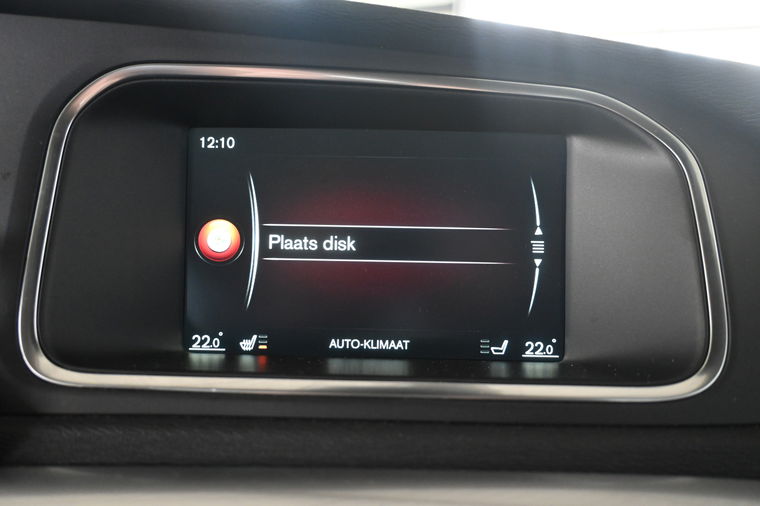 12:10
Plaats disk
22.0° AUTO-KLIMAAT 22.0°